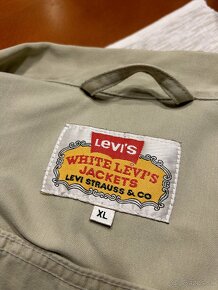 LEVI'S
WHITE LEVI'S
JACKETS
LEVI STRAUSS & CO
XL